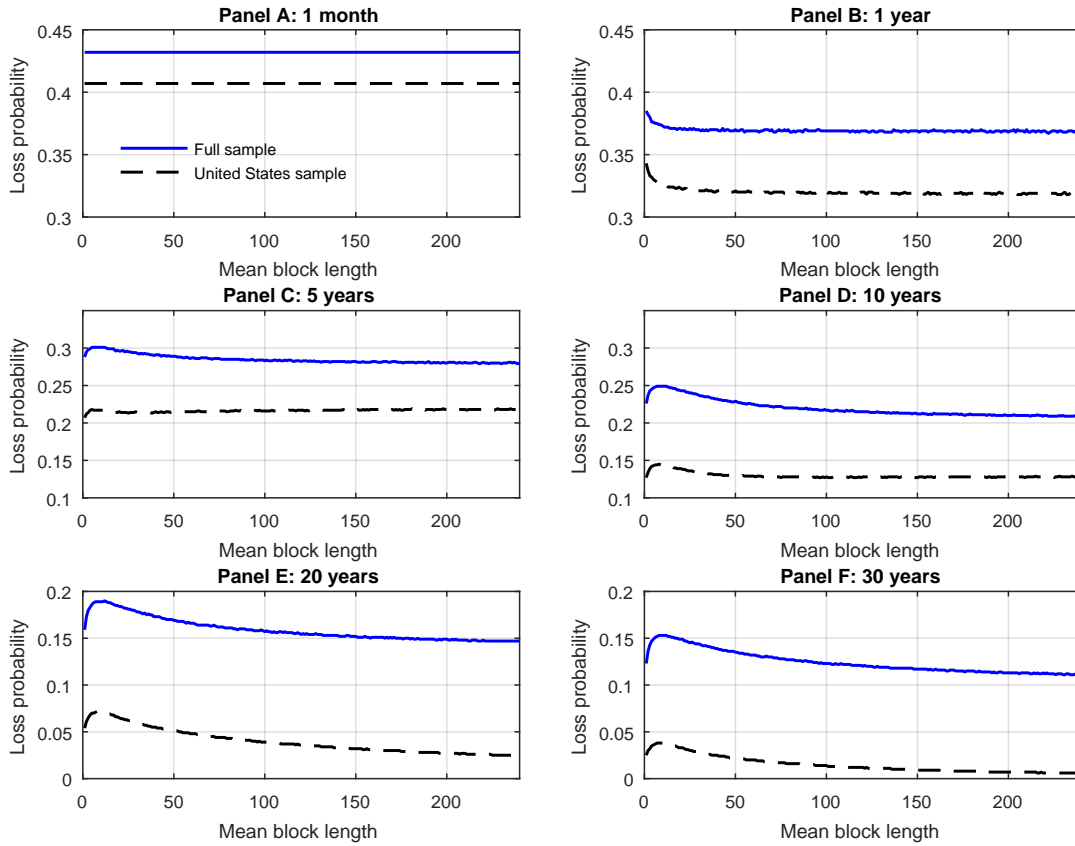 Panel A: 1 month
Loss probability
0.45
0.4
0.35
0.3
Full sample
United States sample
0 50 100 150 200
Mean block length
Panel B: 1 year
Loss probability
0.45
0.4
0.35
0.3
0 50 100 150 200
Mean block length
Panel C: 5 years
Loss probability
0.3
0.25
0.2
0.15
0.1
0 50 100 150 200
Mean block length
Panel D: 10 years
Loss probability
0.3
0.25
0.2
0.15
0.1
0 50 100 150 200
Mean block length
Panel E: 20 years
Loss probability
0.2
0.15
0.1
0.05
0
0 50 100 150 200
Mean block length
Panel F: 30 years
Loss probability
0.2
0.15
0.1
0.05
0
0 50 100 150 200
Mean block length